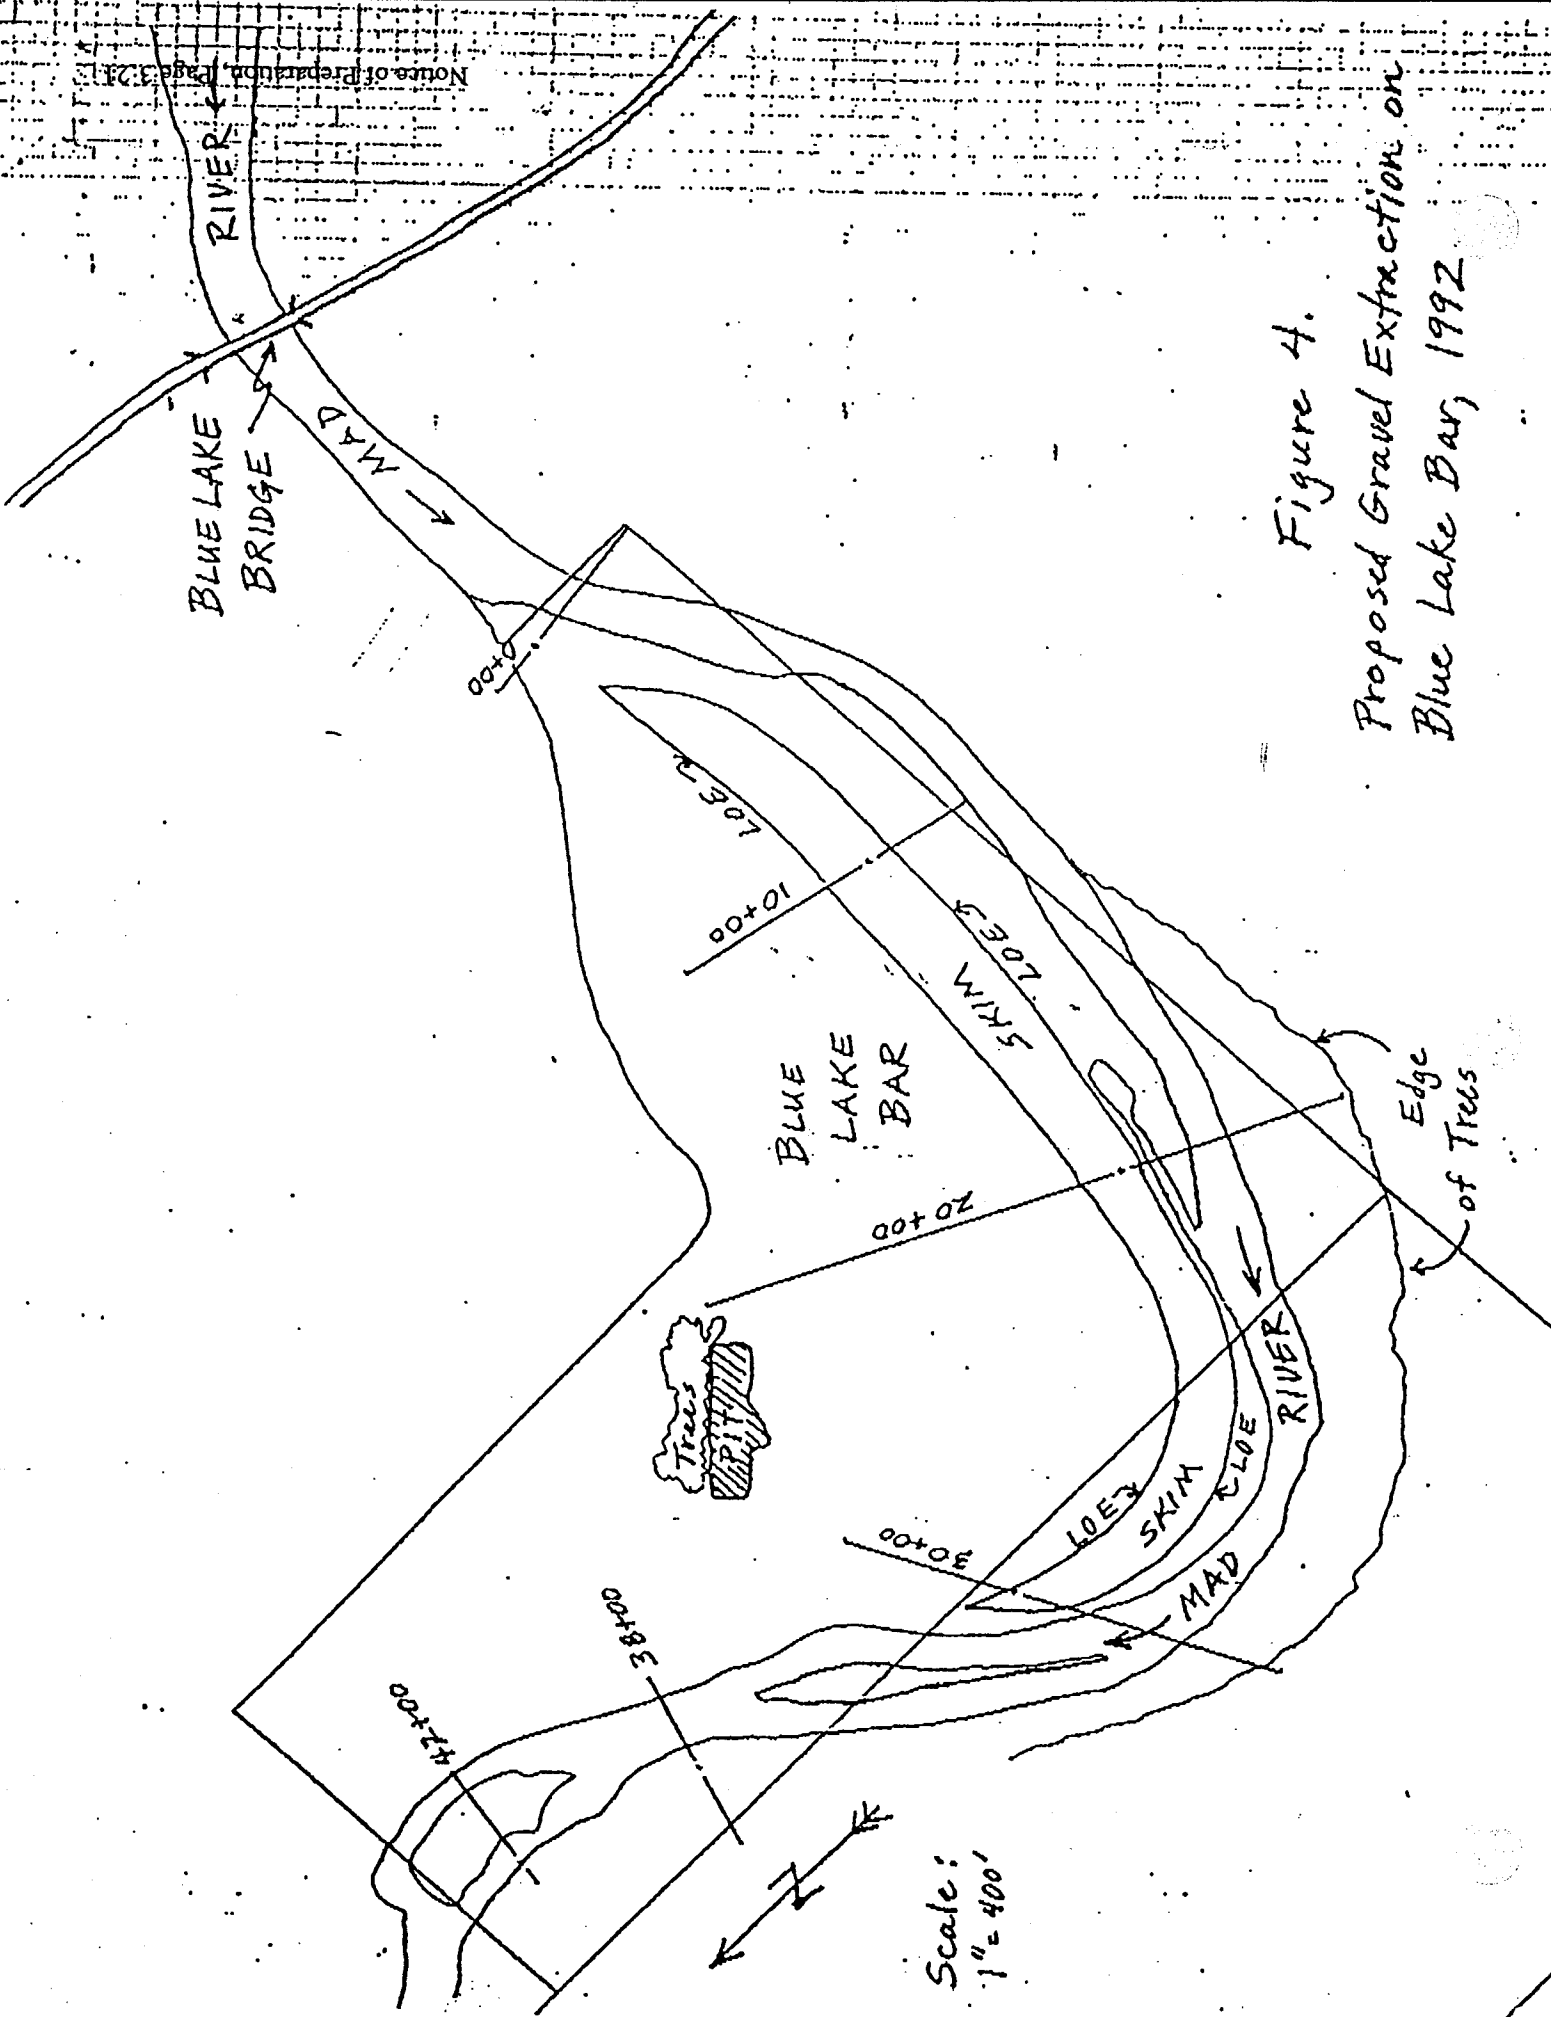 Notice of Preparation, Page 3.21
RIVER
BLUE LAKE
BRIDGE
MAD
0+00
LOE
10+00
SKIM
LOE
BLUE
LAKE
BAR
20+00
Trees
PIT
Edge
of Trees
RIVER
LOE
SKIM
LOE
30+00
MAD
38+00
47+00
N
Scale:
1"=400'
Figure 4.
Proposed Gravel Extraction on
Blue Lake Bar, 1992